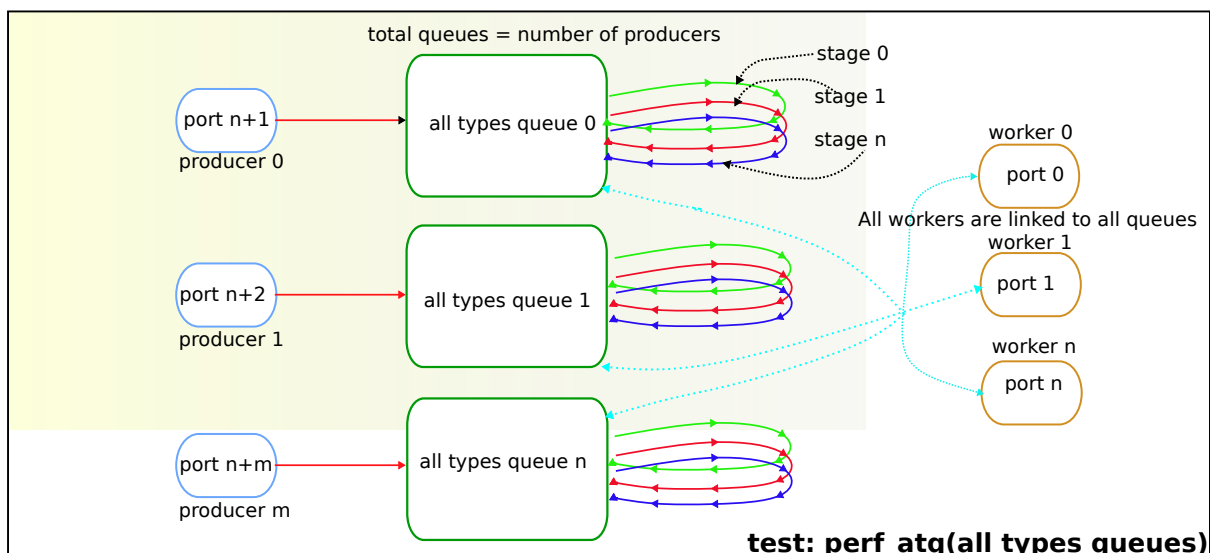 total queues = number of producers
stage 0
port n+1
all types queue 0
stage 1
producer 0
stage n
worker 0
port 0
All workers are linked to all queues
worker 1
port n+2
all types queue 1
port 1
producer 1
worker n
port n
port n+m
all types queue n
producer m
test: perf_atq(all types queues)